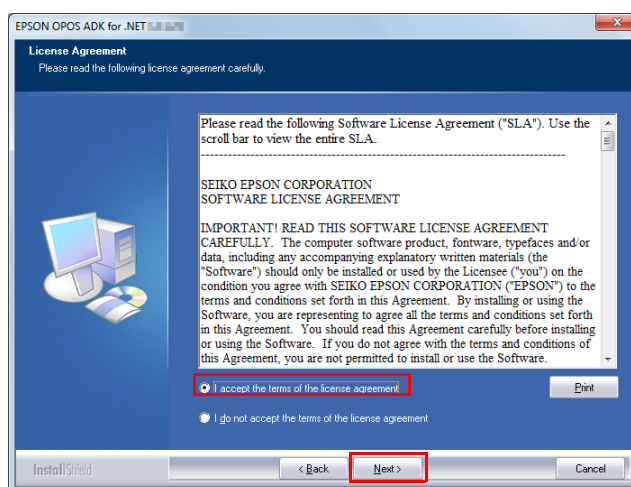 EPSON OPOS ADK for .NET
License Agreement
Please read the following license agreement carefully.
Please read the following Software License Agreement ("SLA"). Use the
scroll bar to view the entire SLA.
--------------------------------------------------------------------------------
SEIKO EPSON CORPORATION
SOFTWARE LICENSE AGREEMENT
IMPORTANT! READ THIS SOFTWARE LICENSE AGREEMENT
CAREFULLY. The computer software product, fontware, typefaces and/or
data, including any accompanying explanatory written materials (the
"Software") should only be installed or used by the Licensee ("you") on the
condition you agree with SEIKO EPSON CORPORATION ("EPSON") to the
terms and conditions set forth in this Agreement. By installing or using the
Software, you are representing to agree all the terms and conditions set forth
in this Agreement. You should read this Agreement carefully before installing
or using the Software. If you do not agree with the terms and conditions of
this Agreement, you are not permitted to install or use the Software.
I accept the terms of the license agreement
Print
I do not accept the terms of the license agreement
InstallShield
< Back
Next >
Cancel